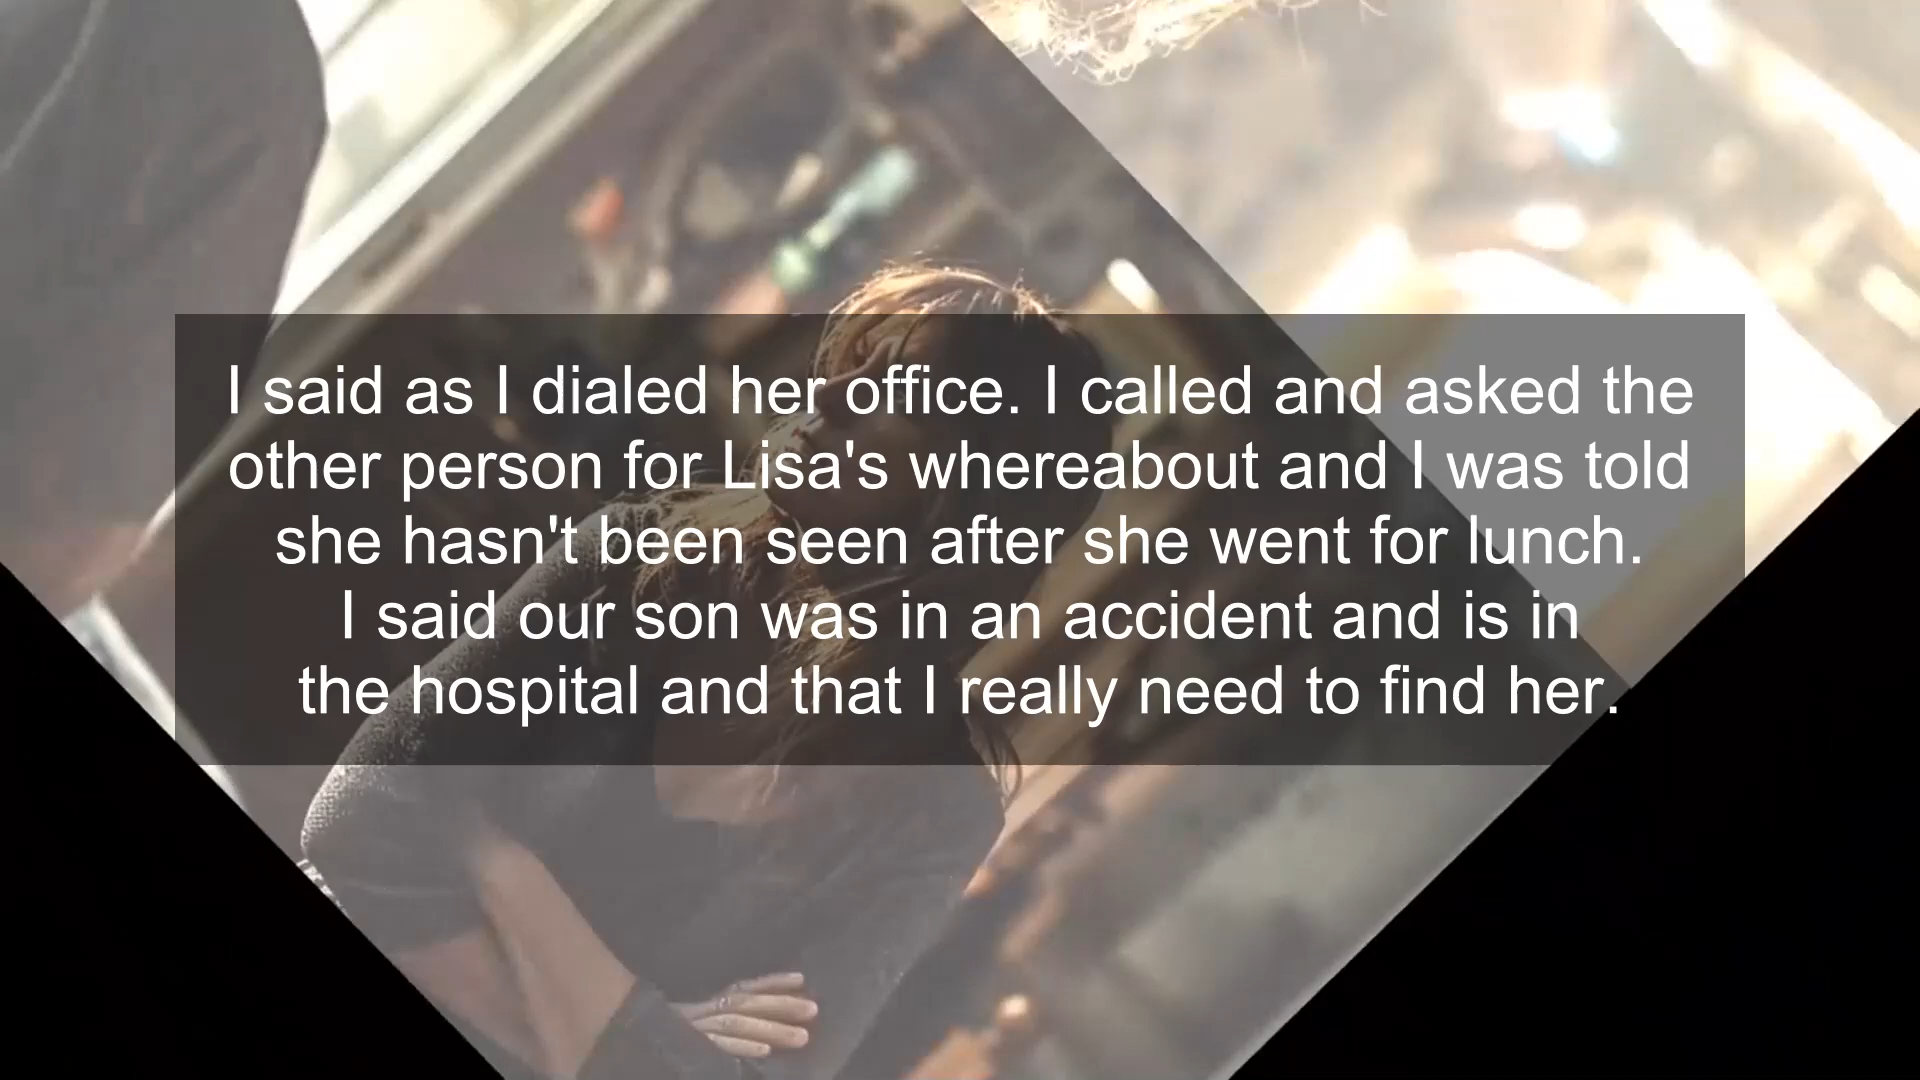 I said as I dialed her office. I called and asked the
other person for Lisa's whereabout and I was told
she hasn't been seen after she went for lunch.
I said our son was in an accident and is in
the hospital and that I really need to find her.